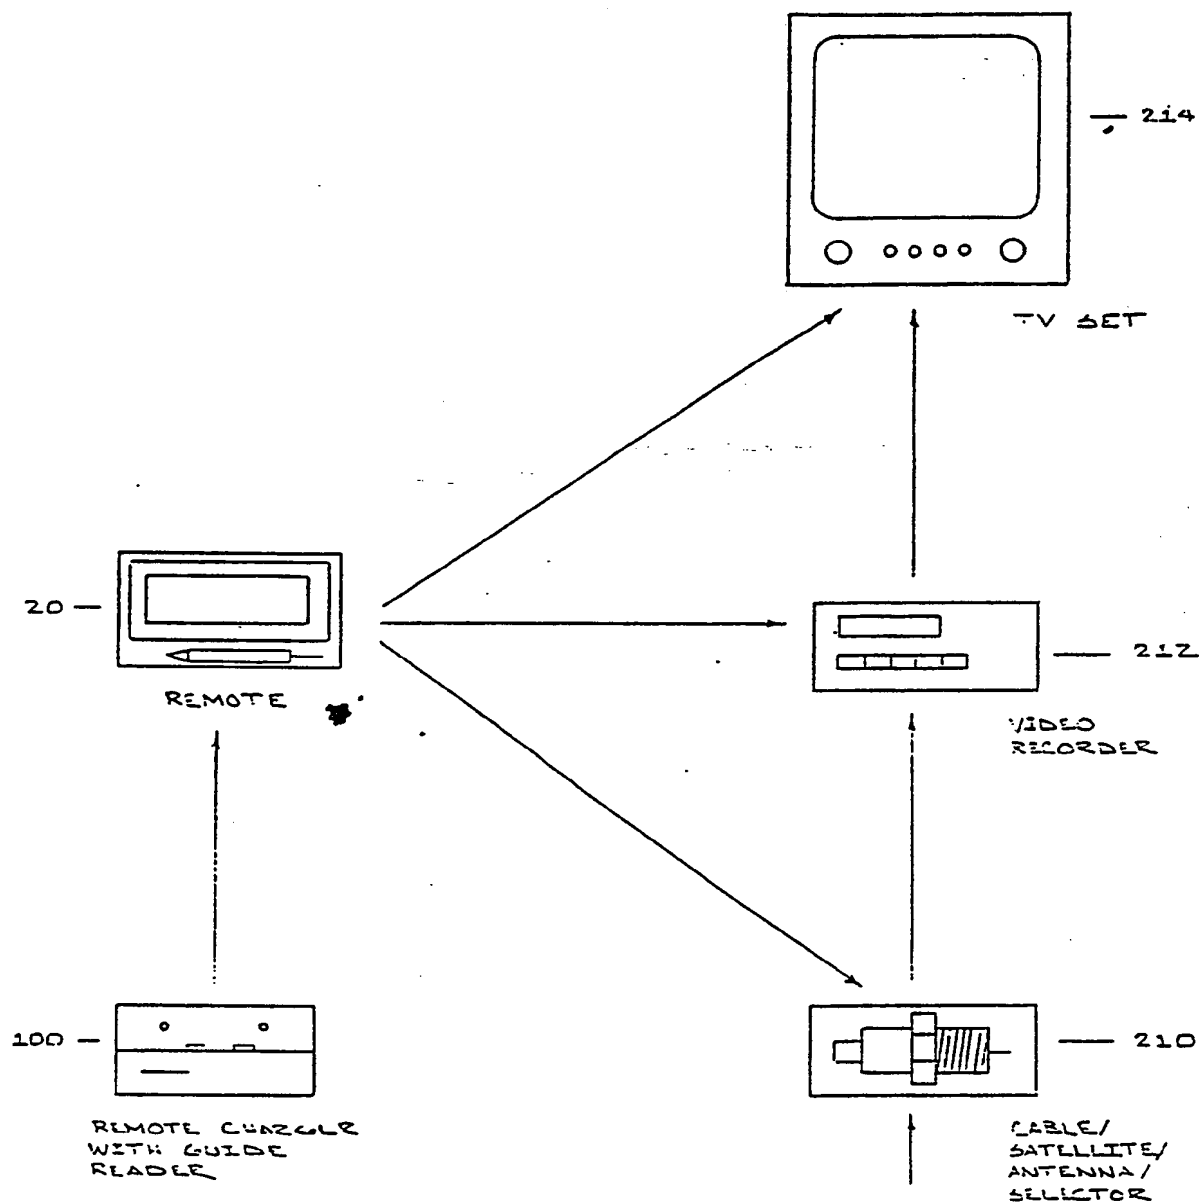 214
TV SET
20
212
REMOTE
VIDEO
RECORDER
100
210
REMOTE CHARGER
WITH GUIDE
READER
CABLE/
SATELLITE/
ANTENNA/
SELECTOR